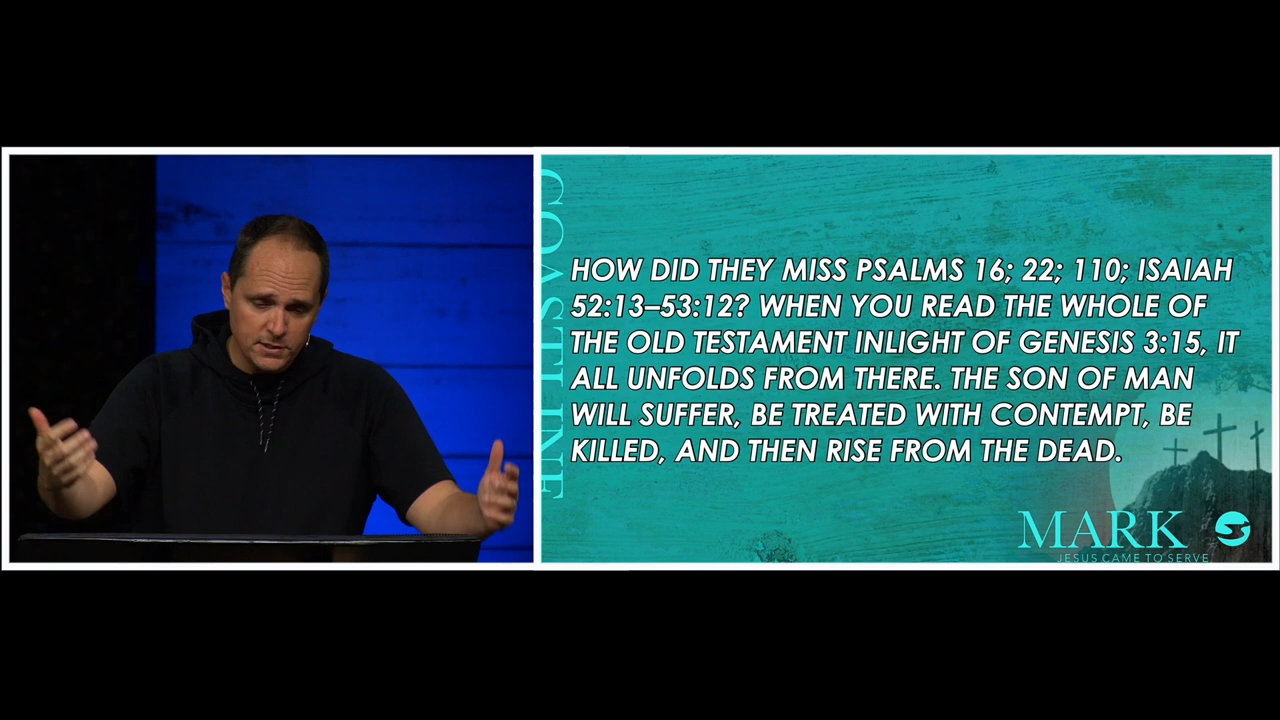 COASTLINE
HOW DID THEY MISS PSALMS 16; 22; 110; ISAIAH
52:13–53:12? WHEN YOU READ THE WHOLE OF
THE OLD TESTAMENT INLIGHT OF GENESIS 3:15, IT
ALL UNFOLDS FROM THERE. THE SON OF MAN
WILL SUFFER, BE TREATED WITH CONTEMPT, BE
KILLED, AND THEN RISE FROM THE DEAD.
MARK
JESUS CAME TO SERVE